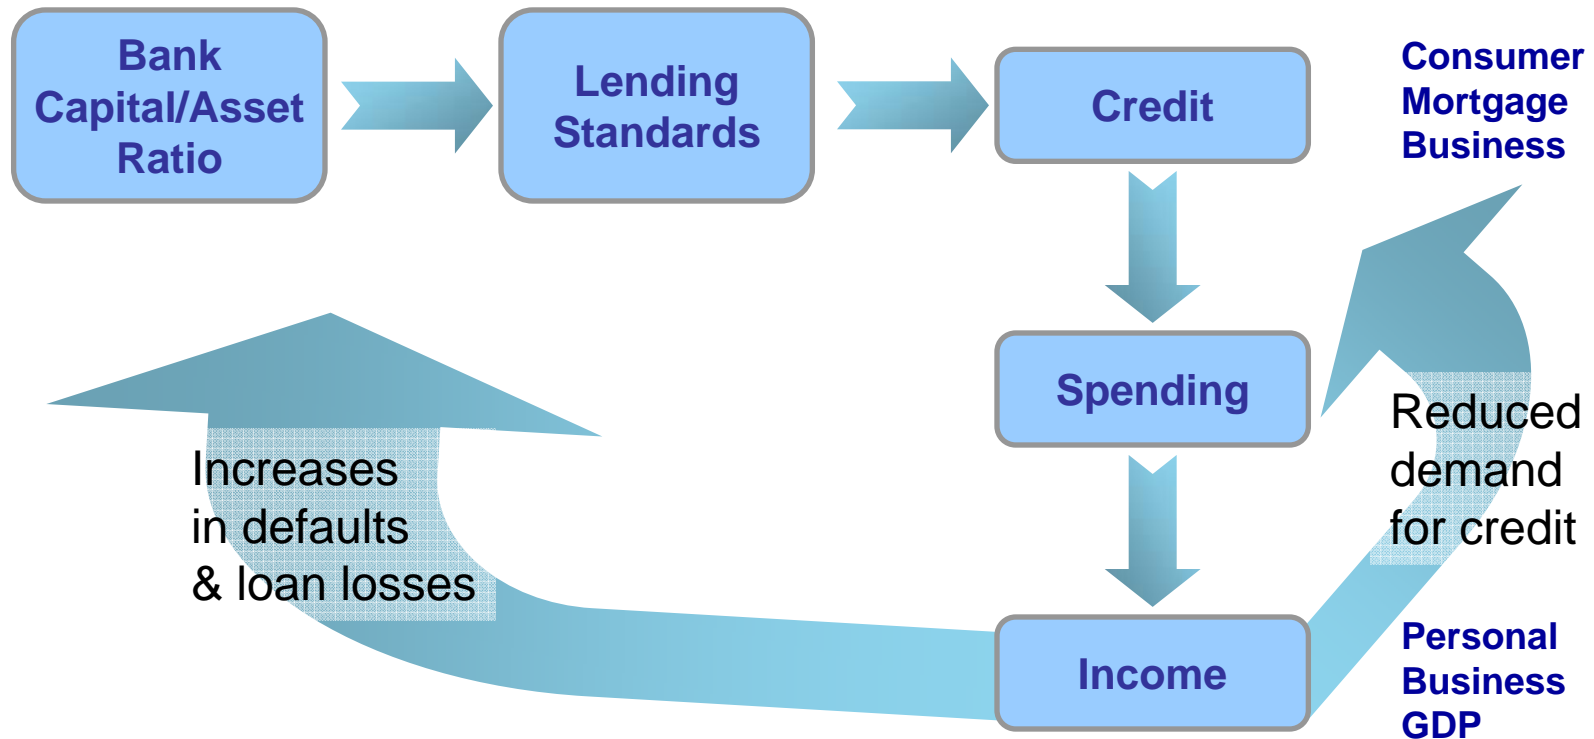 Bank
Capital/Asset
Ratio
Lending
Standards
Credit
Consumer
Mortgage
Business
Spending
Increases
in defaults
& loan losses
Reduced
demand
for credit
Income
Personal
Business
GDP